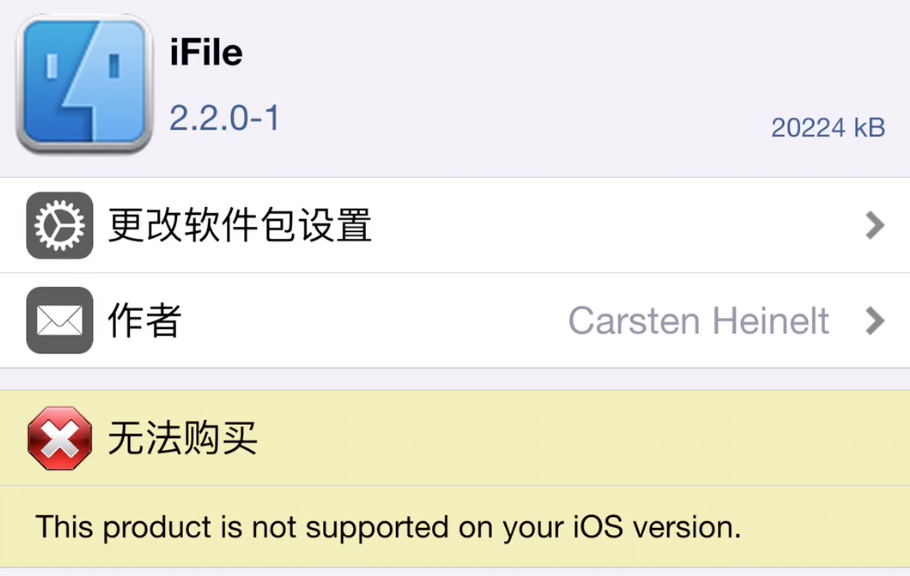 iFile
2.2.0-1
20224 kB
更改软件包设置
作者 Carsten Heinelt
无法购买
This product is not supported on your iOS version.